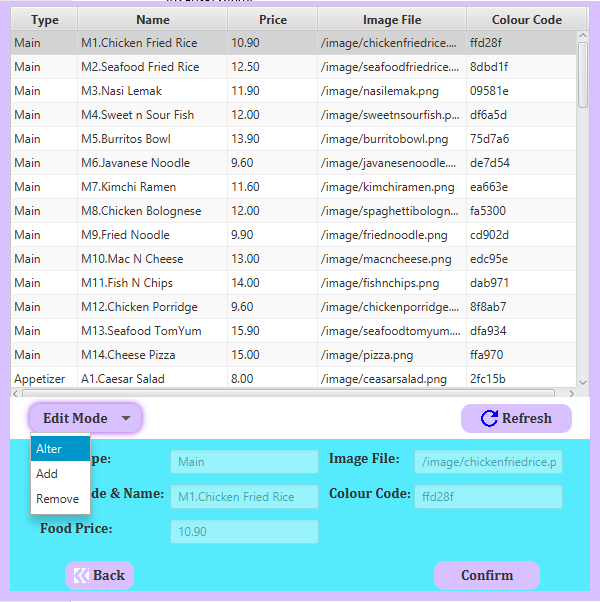 Type Name Price Image File Colour Code
Main M1.Chicken Fried Rice 10.90 /image/chickenfriedrice.... ffd28f
Main M2.Seafood Fried Rice 12.50 /image/seafoodfriedrice.... 8dbd1f
Main M3.Nasi Lemak 11.90 /image/nasilemak.png 09581e
Main M4.Sweet n Sour Fish 12.00 /image/sweetnsourfish.p... df6a5d
Main M5.Burritos Bowl 13.90 /image/burritobowl.png 75d7a6
Main M6.Javanese Noodle 9.60 /image/javanesenoodle.... de7d54
Main M7.Kimchi Ramen 11.60 /image/kimchiramen.png ea663e
Main M8.Chicken Bolognese 12.00 /image/spaghettibologn... fa5300
Main M9.Fried Noodle 9.90 /image/friednoodle.png cd902d
Main M10.Mac N Cheese 13.00 /image/macncheese.png edc95e
Main M11.Fish N Chips 14.00 /image/fishnchips.png dab971
Main M12.Chicken Porridge 9.60 /image/chickenporridge.... 8f8ab7
Main M13.Seafood TomYum 15.90 /image/seafoodtomyum.... dfa934
Main M14.Cheese Pizza 15.00 /image/pizza.png ffa970
Appetizer A1.Caesar Salad 8.00 /image/ceasarsalad.png 2fc15b
Edit Mode Refresh
Alter
Add
Remove
pe: Main Image File: /image/chickenfriedrice.p
de & Name: M1.Chicken Fried Rice Colour Code: ffd28f
Food Price: 10.90
Back Confirm